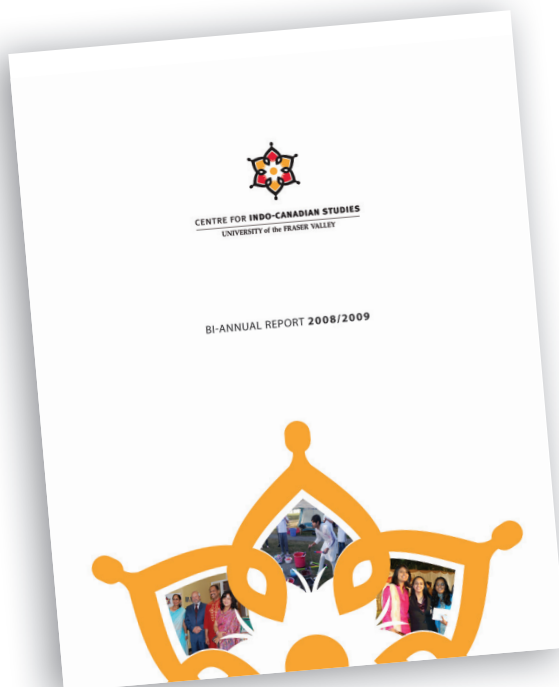 CENTRE FOR INDO-CANADIAN STUDIES
UNIVERSITY of the FRASER VALLEY
BI-ANNUAL REPORT 2008/2009